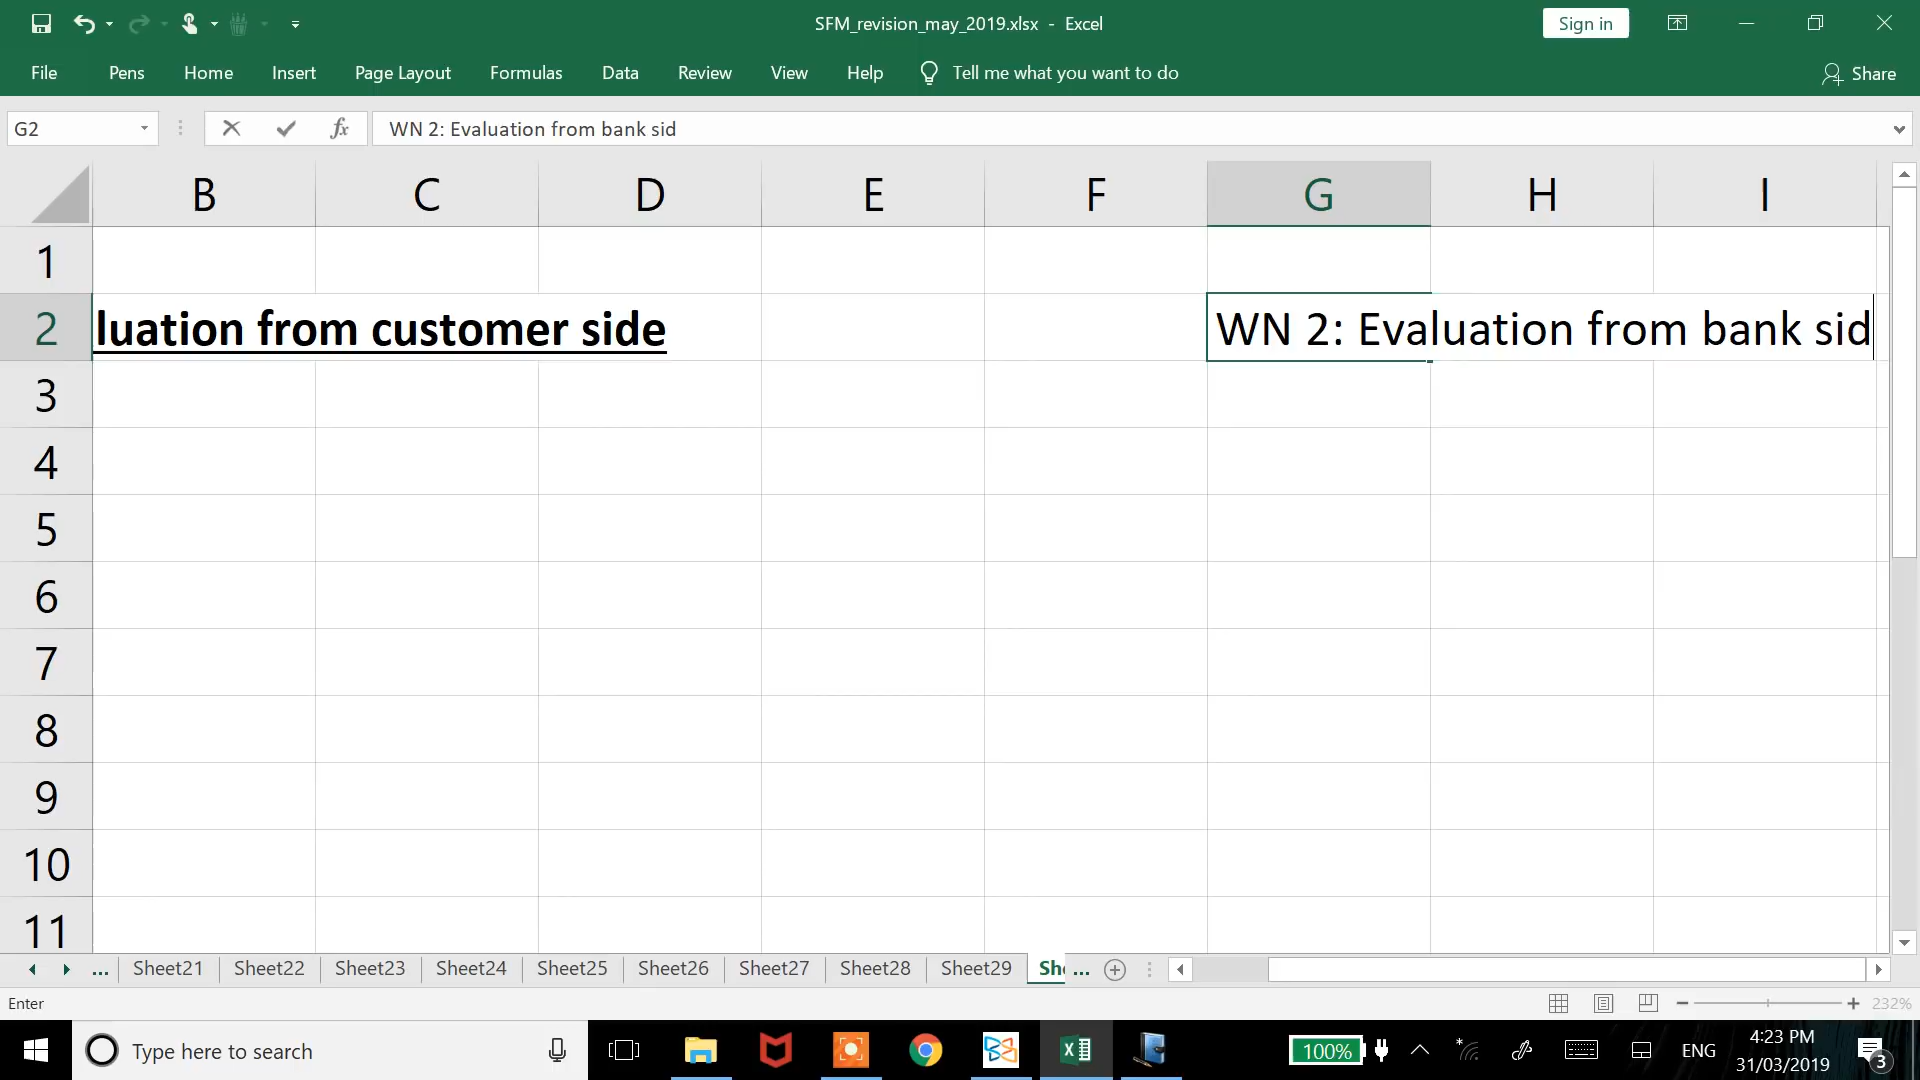 SFM_revision_may_2019.xlsx - Excel
Sign in
File Pens Home Insert Page Layout Formulas Data Review View Help Tell me what you want to do Share
G2 fx WN 2: Evaluation from bank sid
B C D E F G H I
1
2 luation from customer side WN 2: Evaluation from bank sid
3
4
5
6
7
8
9
10
11
... Sheet21 Sheet22 Sheet23 Sheet24 Sheet25 Sheet26 Sheet27 Sheet28 Sheet29 She ...
Enter 232%
Type here to search 100% ENG 4:23 PM
31/03/2019 3